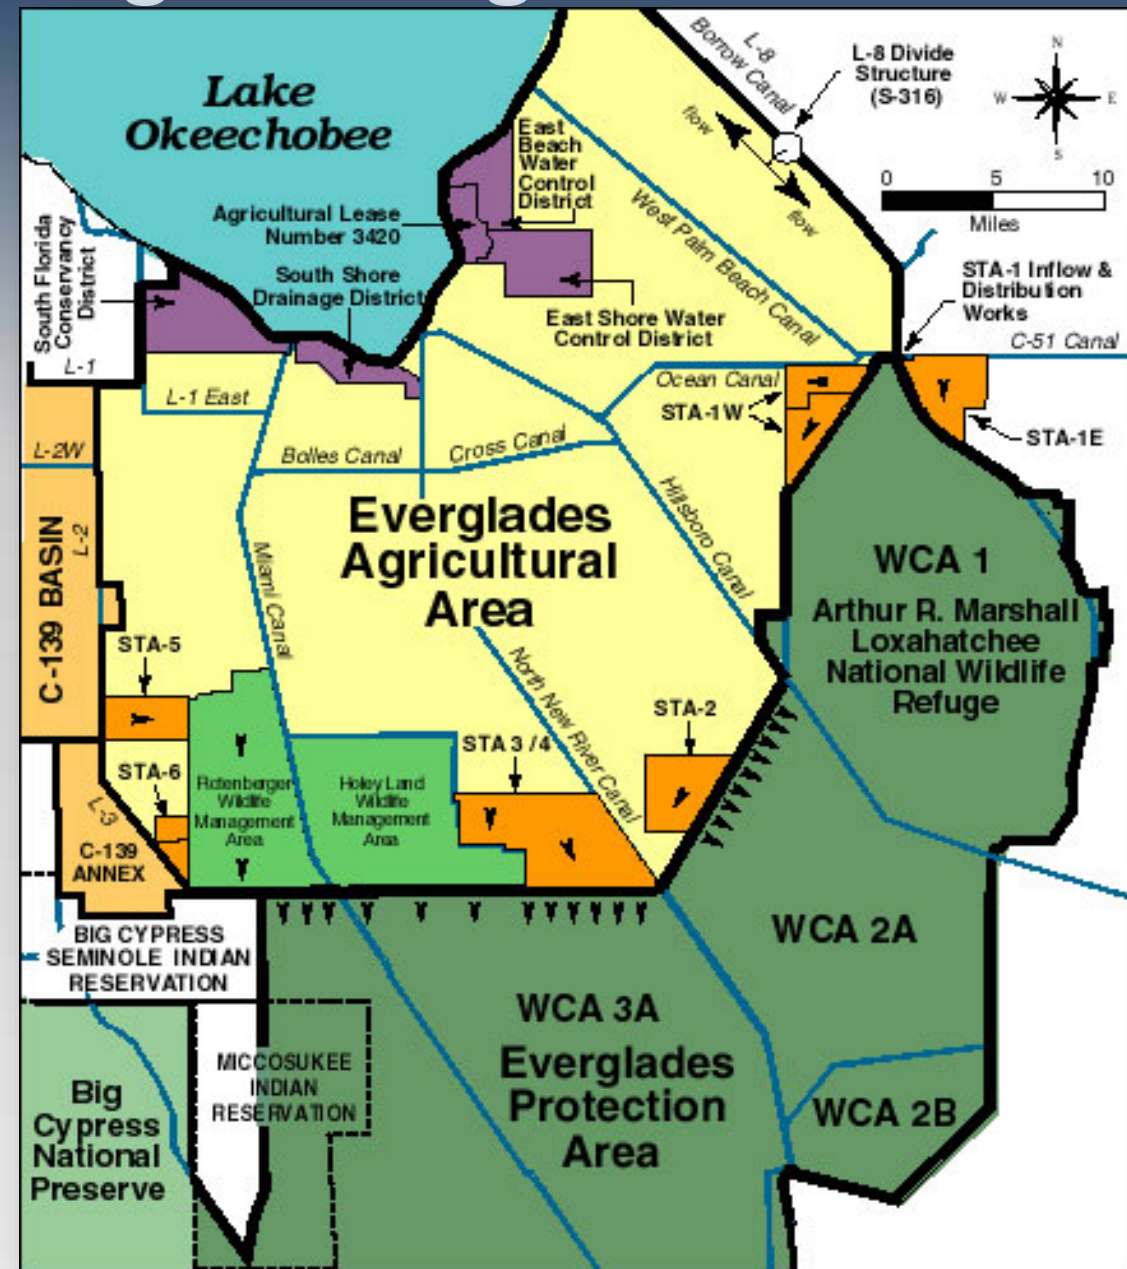 Lake
Okeechobee
L-8
Borrow Canal
L-8 Divide
Structure
(S-316)
N
W
E
S
0
5
10
Miles
flow
flow
East
Beach
Water
Control
District
Agricultural Lease
Number 3420
South Shore
Drainage District
South Florida
Conservancy
District
West Palm Beach Canal
East Shore Water
Control District
STA-1 Inflow &
Distribution
Works
C-51 Canal
L-1
L-1 East
Ocean Canal
STA-1W
STA-1E
L-2W
Bolles Canal
Cross Canal
Hillsboro Canal
Everglades
Agricultural
Area
C-139 BASIN
L-2
Miami Canal
WCA 1
Arthur R. Marshall
Loxahatchee
National Wildlife
Refuge
STA-5
North New River Canal
STA-2
STA 3/4
STA-6
Rotenberger
Wildlife
Management
Area
Holey Land
Wildlife
Management
Area
L-3
C-139
ANNEX
BIG CYPRESS
SEMINOLE INDIAN
RESERVATION
WCA 2A
WCA 3A
Everglades
Protection
Area
MICCOSUKEE
INDIAN
RESERVATION
WCA 2B
Big
Cypress
National
Preserve